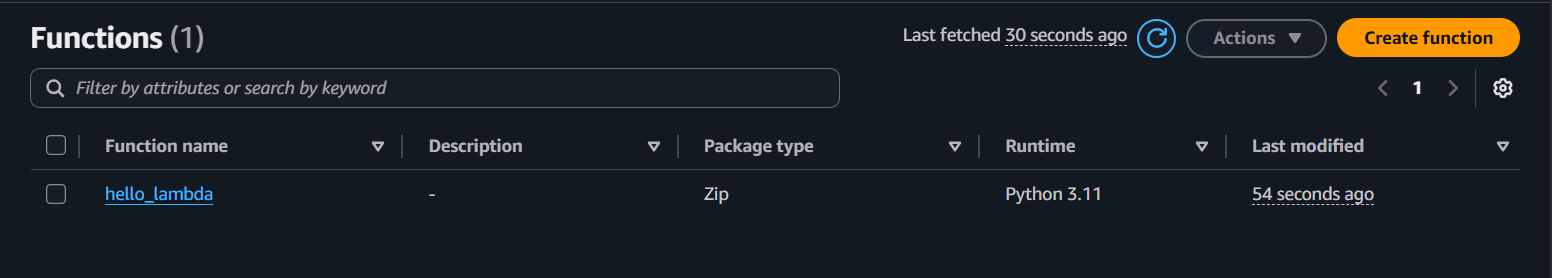 Functions (1)
Last fetched 30 seconds ago
Actions
Create function
Filter by attributes or search by keyword
1
Function name Description Package type Runtime Last modified
hello_lambda - Zip Python 3.11 54 seconds ago